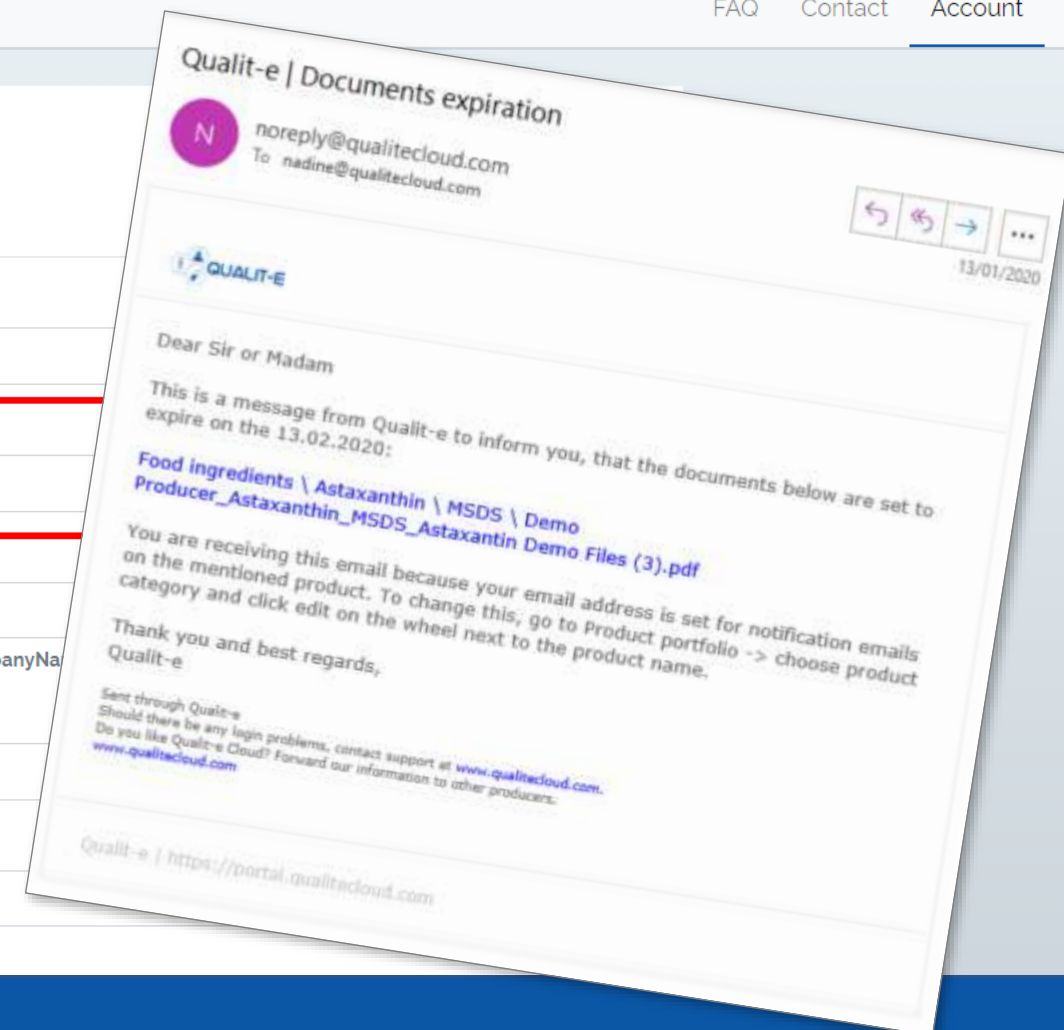 FAQ Contact Account
Qualit-e | Documents expiration
N
noreply@qualitecloud.com
To nadine@qualitecloud.com
13/01/2020
QUALIT-E
Dear Sir or Madam
This is a message from Qualit-e to inform you, that the documents below are set to
expire on the 13.02.2020:
Food ingredients \ Astaxanthin \ MSDS \ Demo
Producer_Astaxanthin_MSDS_Astaxantin Demo Files (3).pdf
You are receiving this email because your email address is set for notification emails
on the mentioned product. To change this, go to Product portfolio -> choose product
category and click edit on the wheel next to the product name.
Thank you and best regards,
Qualit-e
panyNa
Sent through Qualit-e
Should there be any login problems, contact support at www.qualitecloud.com.
Do you like Qualit-e Cloud? Forward our information to other producers.
www.qualitecloud.com
Qualit-e | https://portal.qualitecloud.com